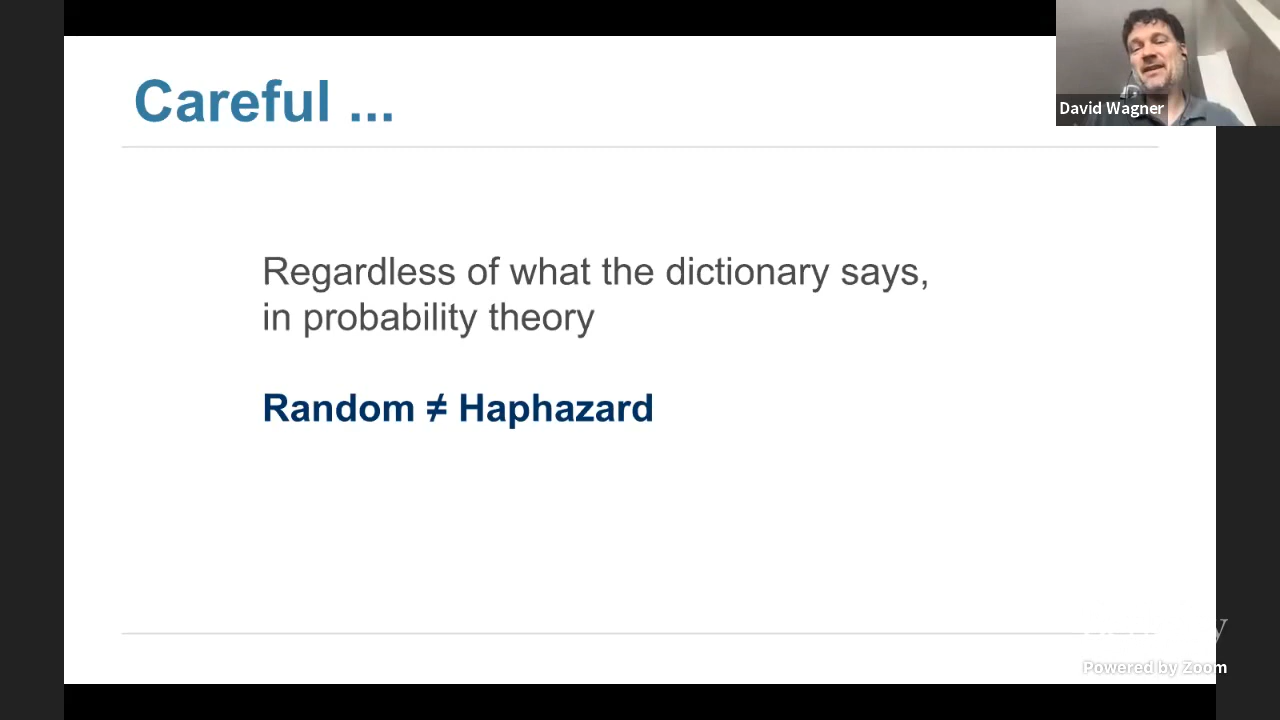 Careful ...
David Wagner
Regardless of what the dictionary says,
in probability theory
Random ≠ Haphazard
Powered by Zoom